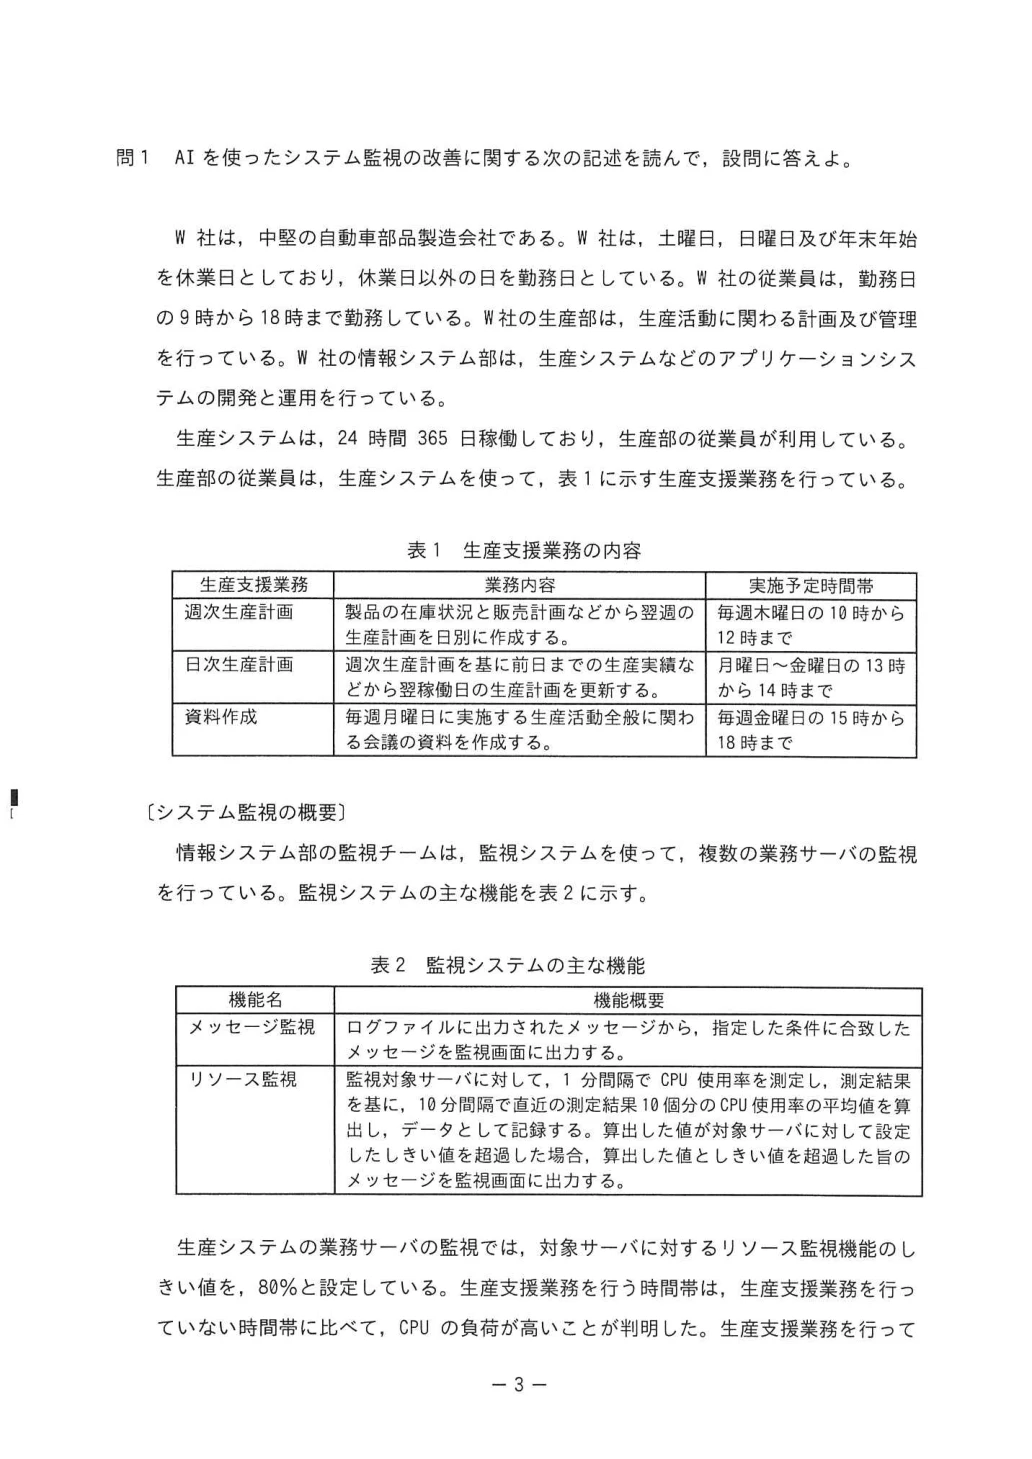 問1 AI を使ったシステム監視の改善に関する次の記述を読んで，設問に答えよ。
W 社は，中堅の自動車部品製造会社である。W 社は，土曜日，日曜日及び年末年始
を休業日としており，休業日以外の日を勤務日としている。W 社の従業員は，勤務日
の9時から18時まで勤務している。W社の生産部は，生産活動に関わる計画及び管理
を行っている。W 社の情報システム部は，生産システムなどのアプリケーションシス
テムの開発と運用を行っている。
生産システムは，24 時間 365 日稼働しており，生産部の従業員が利用している。
生産部の従業員は，生産システムを使って，表1に示す生産支援業務を行っている。
表1 生産支援業務の内容
生産支援業務 業務内容 実施予定時間帯
週次生産計画 製品の在庫状況と販売計画などから翌週の 毎週木曜日の10時から
生産計画を日別に作成する。 12時まで
日次生産計画 週次生産計画を基に前日までの生産実績な 月曜日～金曜日の13時
どから翌稼働日の生産計画を更新する。 から14時まで
資料作成 毎週月曜日に実施する生産活動全般に関わ 毎週金曜日の15時から
る会議の資料を作成する。 18時まで
〔システム監視の概要〕
情報システム部の監視チームは，監視システムを使って，複数の業務サーバの監視
を行っている。監視システムの主な機能を表2に示す。
表2 監視システムの主な機能
機能名 機能概要
メッセージ監視 ログファイルに出力されたメッセージから，指定した条件に合致した
メッセージを監視画面に出力する。
リソース監視 監視対象サーバに対して，1 分間隔で CPU 使用率を測定し，測定結果
を基に，10分間隔で直近の測定結果10個分のCPU使用率の平均値を算
出し，データとして記録する。算出した値が対象サーバに対して設定
したしきい値を超過した場合，算出した値としきい値を超過した旨の
メッセージを監視画面に出力する。
生産システムの業務サーバの監視では，対象サーバに対するリソース監視機能のし
きい値を，80％と設定している。生産支援業務を行う時間帯は，生産支援業務を行っ
ていない時間帯に比べて，CPU の負荷が高いことが判明した。生産支援業務を行って
－ 3 －